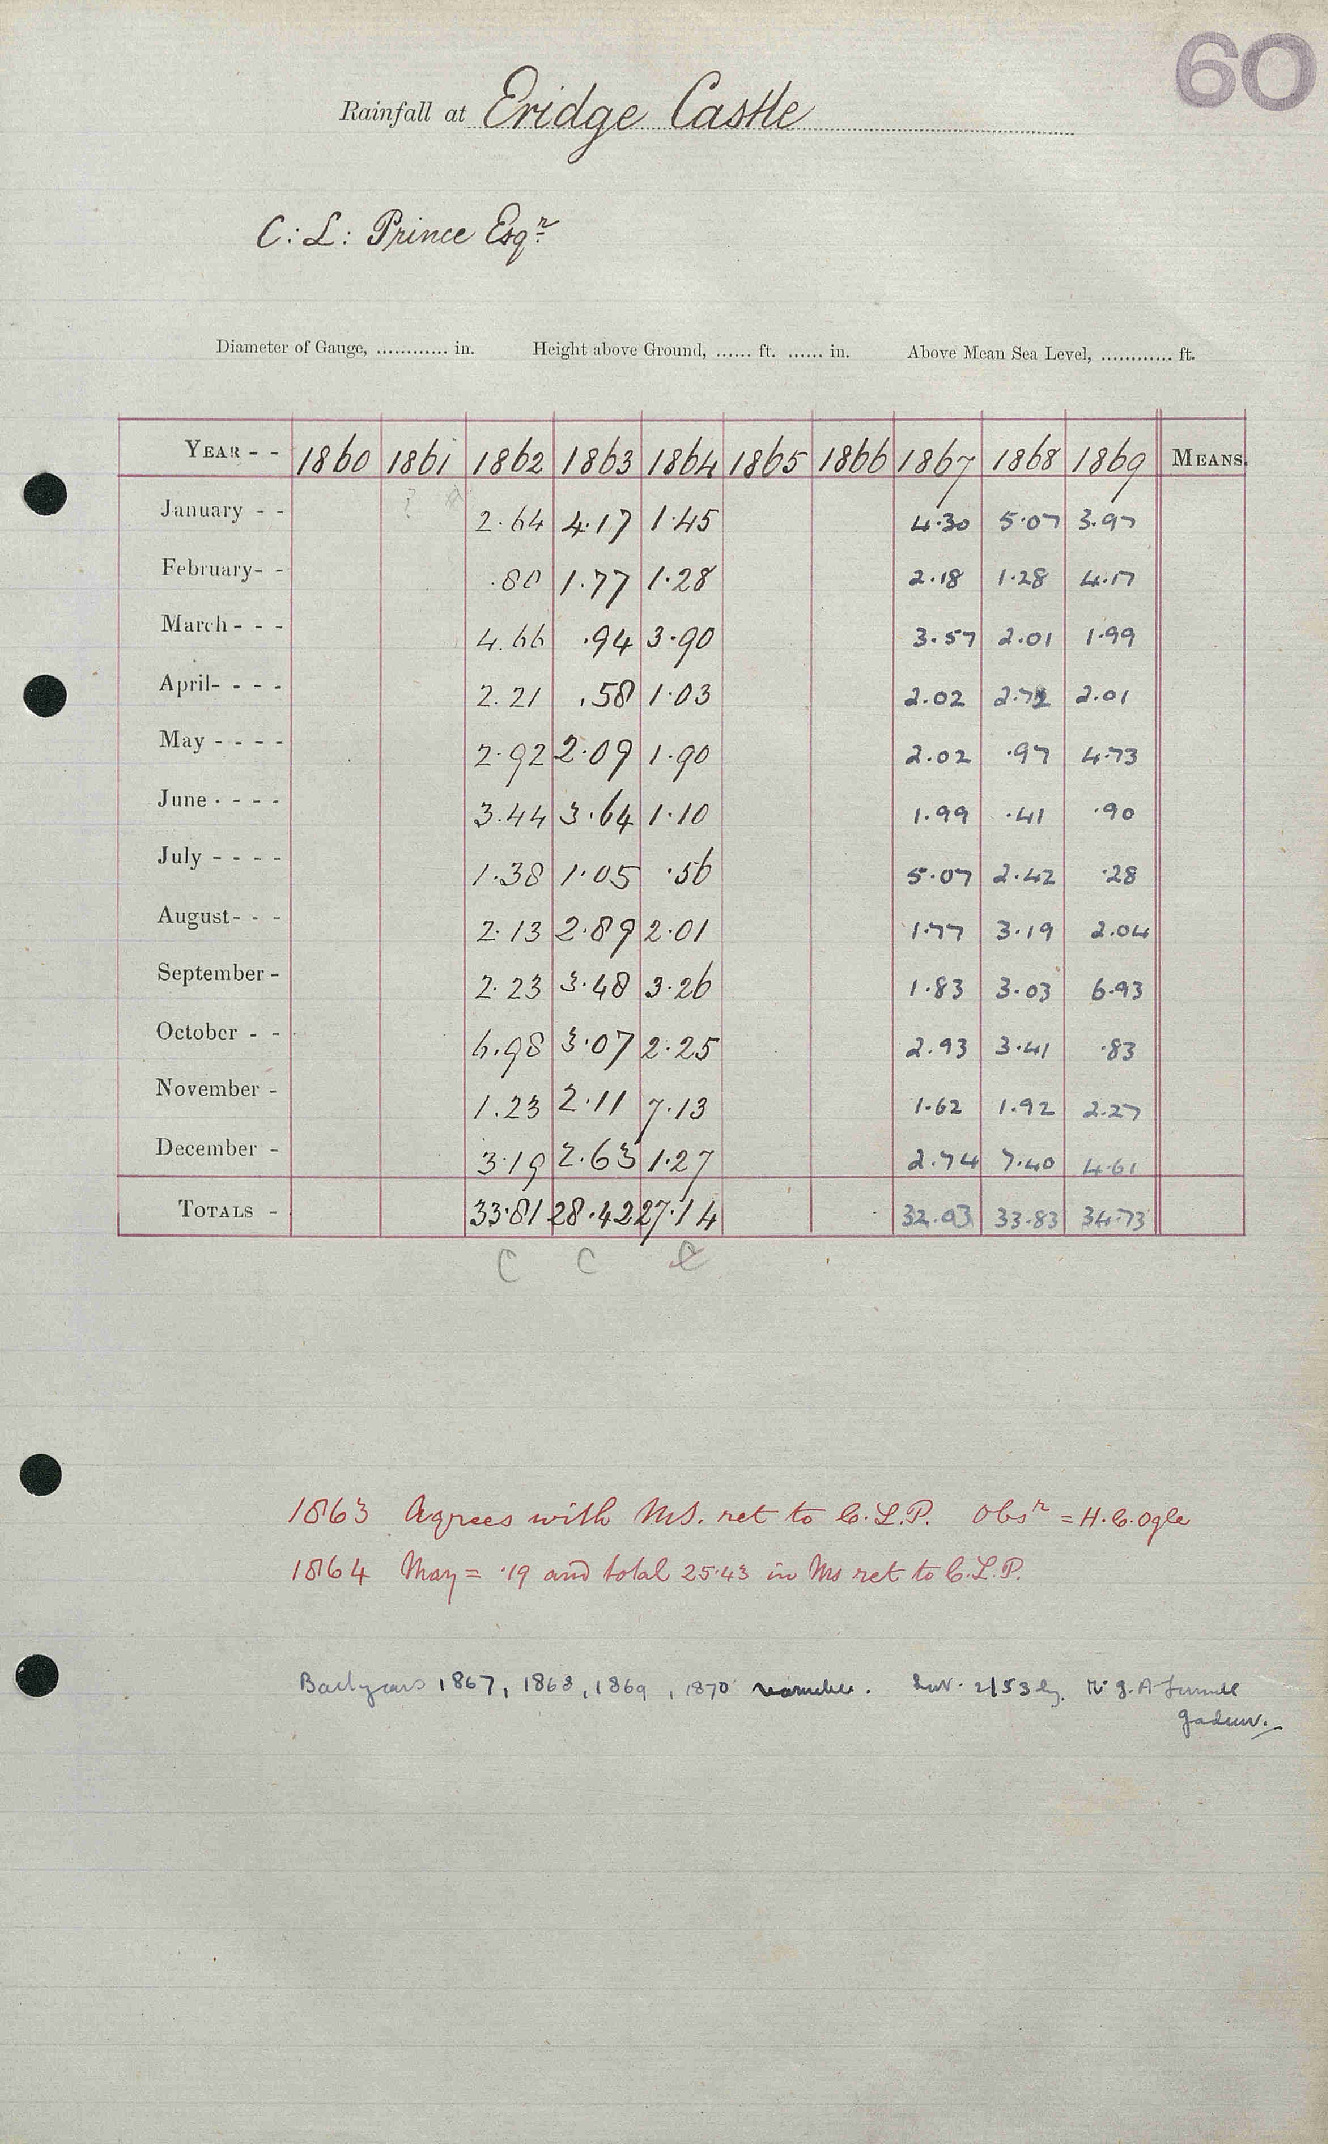 60
Rainfall at Eridge Castle
C: L: Prince Esqr
Diameter of Gauge, ............ in. Height above Ground, ...... ft. ...... in. Above Mean Sea Level, ............ ft.
YEAR - - 1860 1861 1862 1863 1864 1865 1866 1867 1868 1869 MEANS.
January - - 2.64 4.17 1.45 4.30 5.07 3.97
February- - .80 1.77 1.28 2.18 1.28 4.17
March - - - 4.66 .94 3.90 3.57 2.01 1.99
April- - - - 2.21 .58 1.03 2.02 2.72 2.01
May - - - - 2.92 2.09 1.90 2.02 .97 4.73
June - - - - 3.44 3.64 1.10 1.99 .41 .90
July - - - - 1.38 1.05 .56 5.07 2.42 .28
August- - - 2.13 2.89 2.01 1.77 3.19 2.04
September - 2.23 3.48 3.26 1.83 3.03 6.93
October - - 6.98 3.07 2.25 2.93 3.41 .83
November - 1.23 2.11 7.13 1.62 1.92 2.27
December - 3.19 2.63 1.27 2.74 7.40 4.61
TOTALS - 33.81 28.42 27.14 32.03 33.83 34.73
C C C
1863 Agrees with MS. ret to C.L.P. Obsr = H.C. Ogle
1864 May = .19 and total 25.43 in Ms ret to C.L.P.
Backyears 1867, 1868, 1869, 1870 2/53 by Mr J. A.